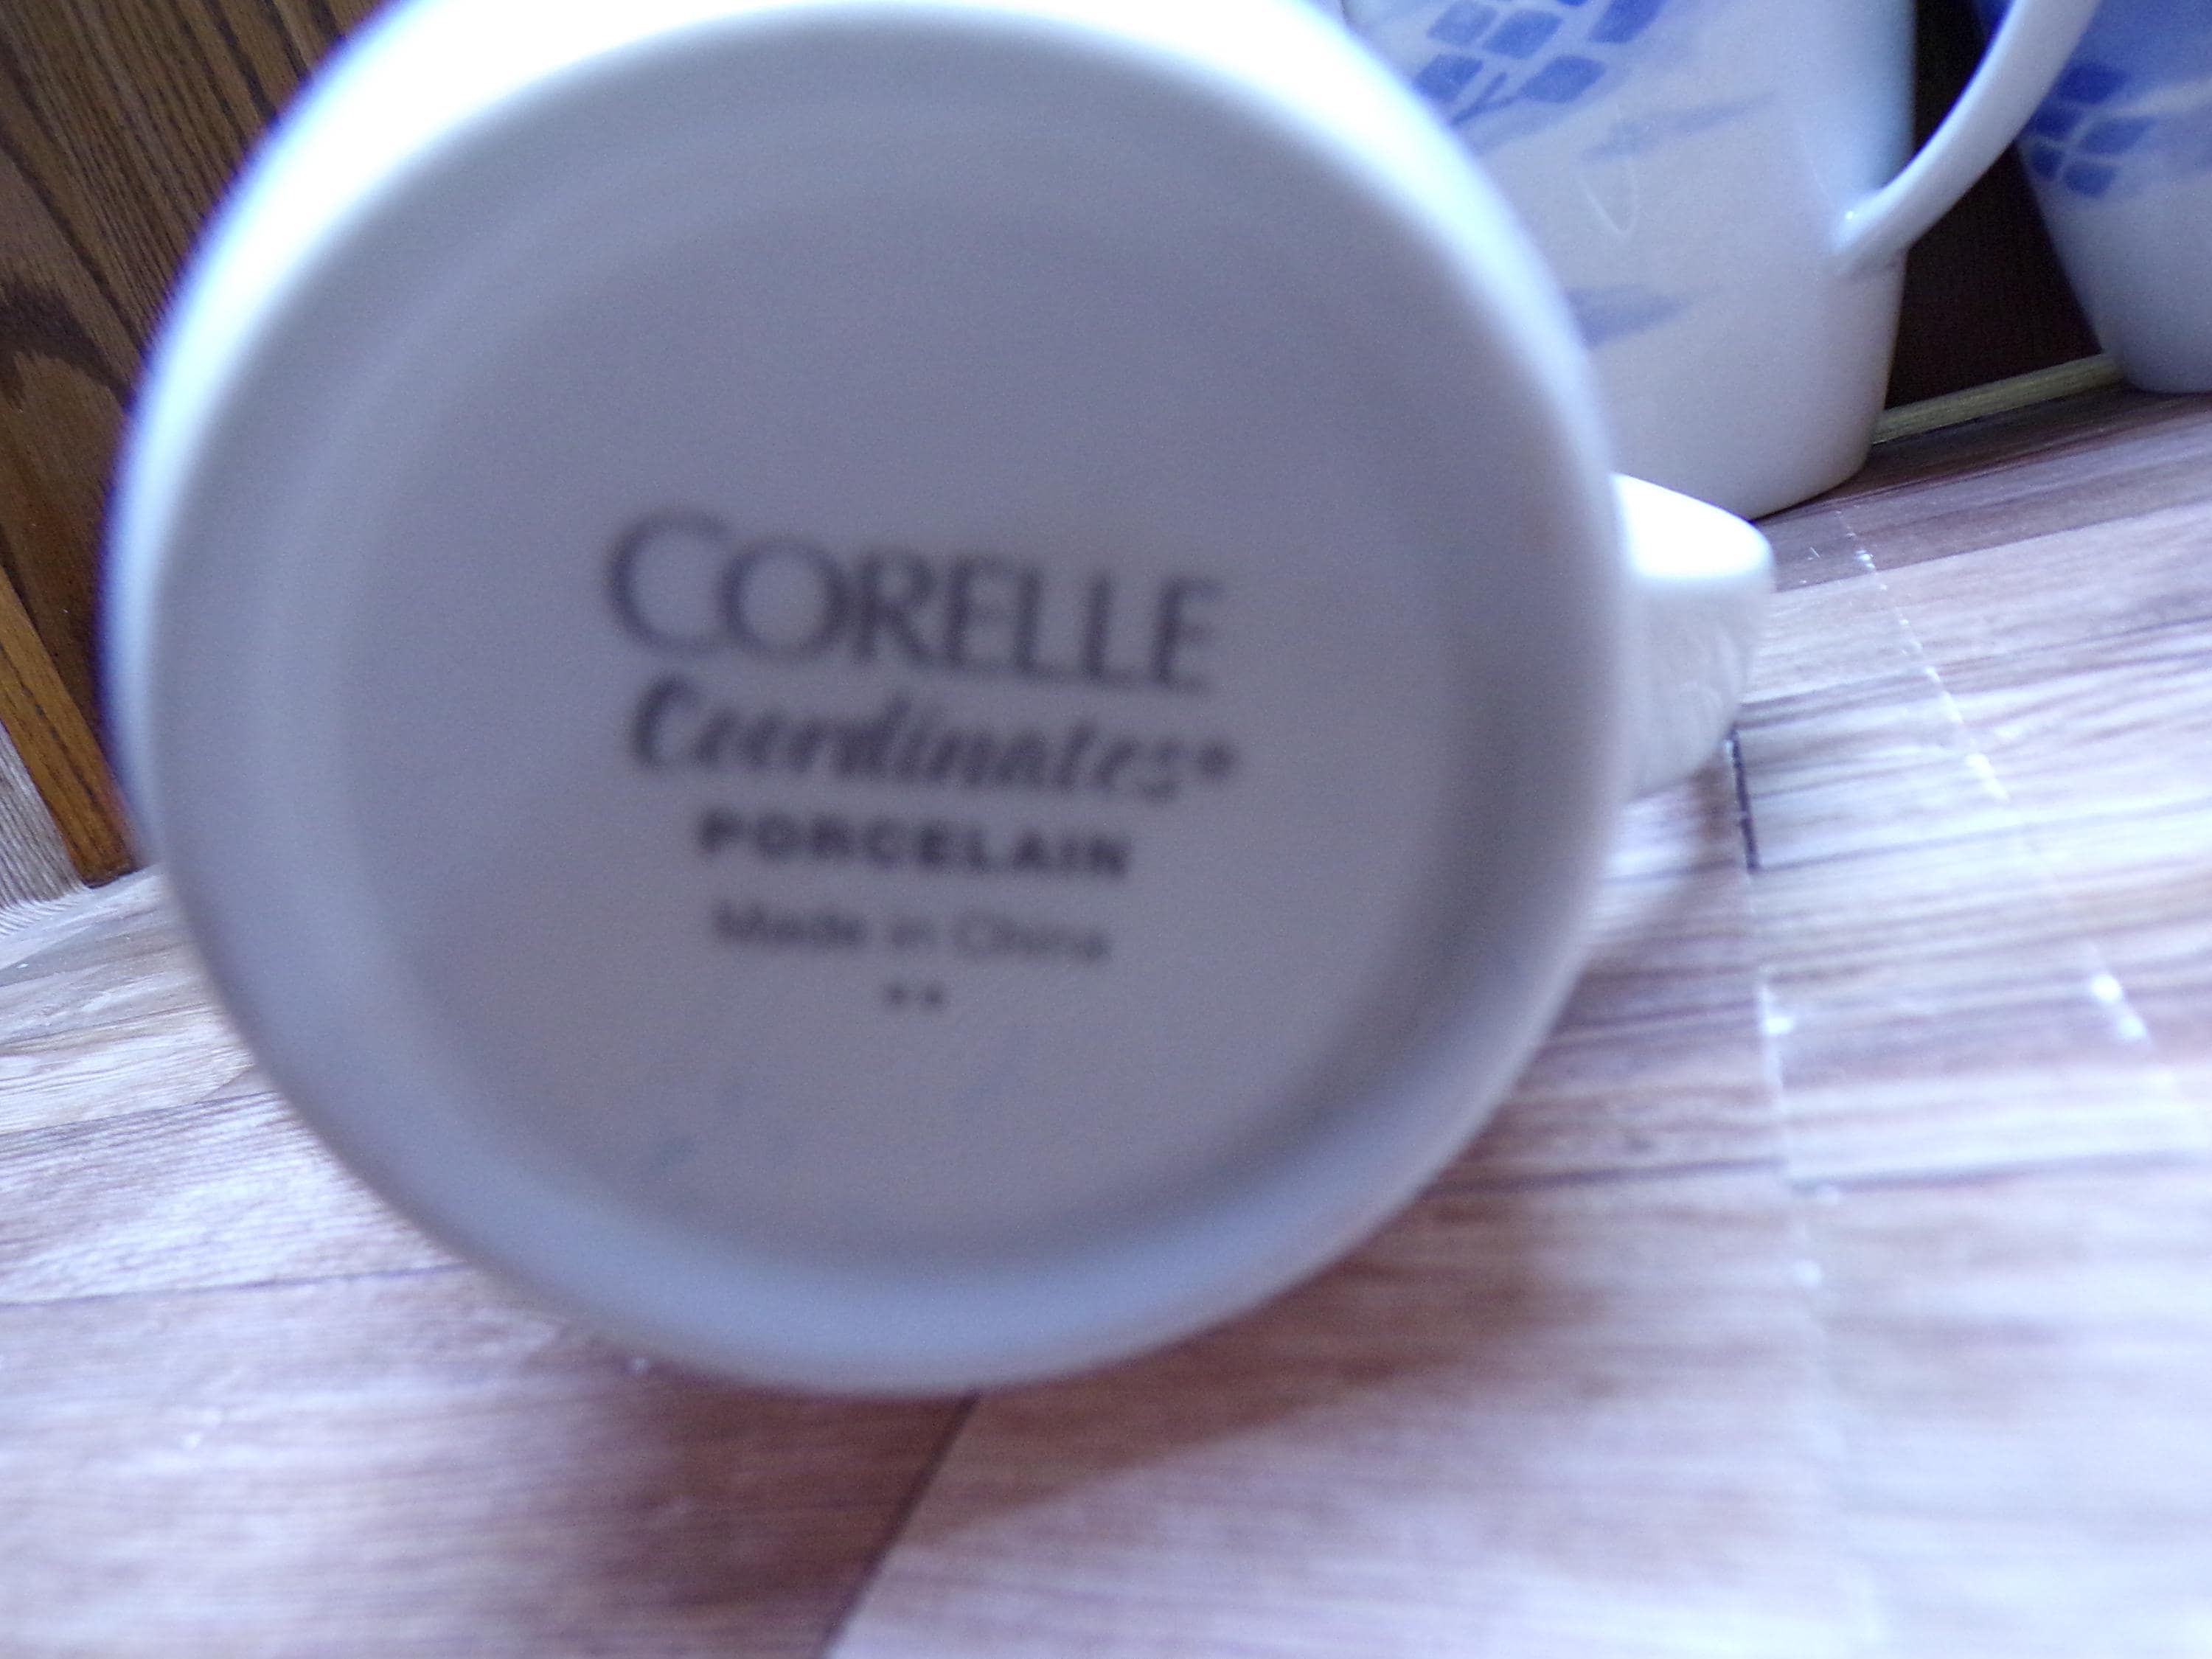 CORELLE
Coordinates®
PORCELAIN
Made in China